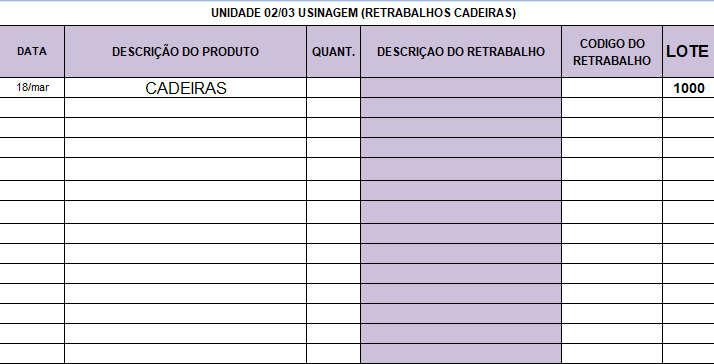 UNIDADE 02/03 USINAGEM (RETRABALHOS CADEIRAS)
DATA DESCRIÇÃO DO PRODUTO QUANT. DESCRIÇAO DO RETRABALHO CODIGO DO RETRABALHO LOTE
18/mar CADEIRAS 1000